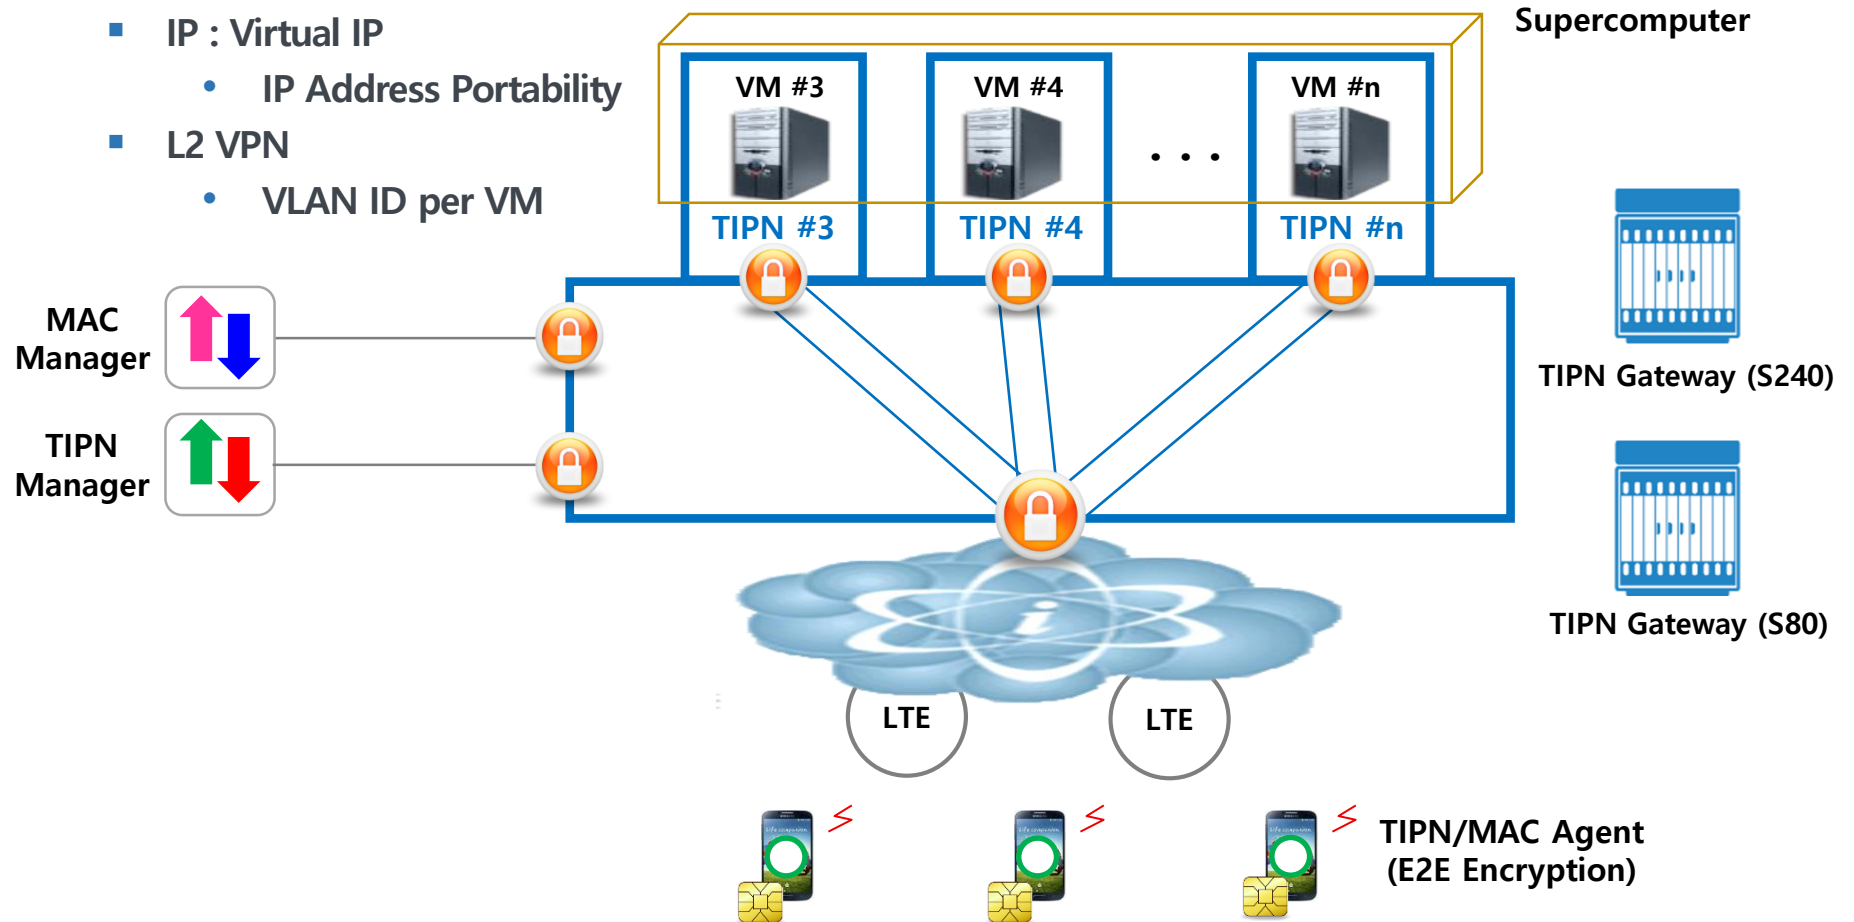 IP : Virtual IP
IP Address Portability
L2 VPN
VLAN ID per VM
Supercomputer
VM #3
VM #4
VM #n
. . .
TIPN #3
TIPN #4
TIPN #n
MAC
Manager
TIPN
Manager
TIPN Gateway (S240)
TIPN Gateway (S80)
i
LTE
LTE
TIPN/MAC Agent
(E2E Encryption)